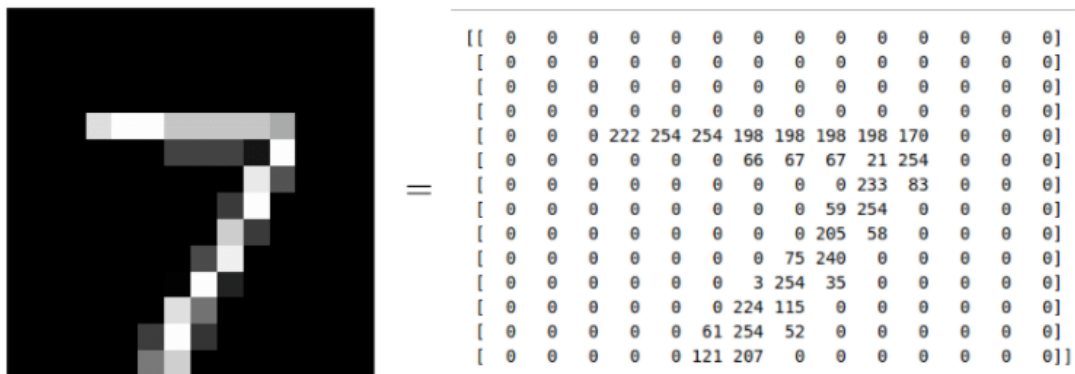 =
[[ 0 0 0 0 0 0 0 0 0 0 0 0 0 0]
[ 0 0 0 0 0 0 0 0 0 0 0 0 0 0]
[ 0 0 0 0 0 0 0 0 0 0 0 0 0 0]
[ 0 0 0 0 0 0 0 0 0 0 0 0 0 0]
[ 0 0 0 222 254 254 198 198 198 198 170 0 0 0]
[ 0 0 0 0 0 0 66 67 67 21 254 0 0 0]
[ 0 0 0 0 0 0 0 0 0 233 83 0 0 0]
[ 0 0 0 0 0 0 0 0 59 254 0 0 0 0]
[ 0 0 0 0 0 0 0 0 205 58 0 0 0 0]
[ 0 0 0 0 0 0 0 75 240 0 0 0 0 0]
[ 0 0 0 0 0 0 3 254 35 0 0 0 0 0]
[ 0 0 0 0 0 0 224 115 0 0 0 0 0 0]
[ 0 0 0 0 0 61 254 52 0 0 0 0 0 0]
[ 0 0 0 0 0 121 207 0 0 0 0 0 0 0]]